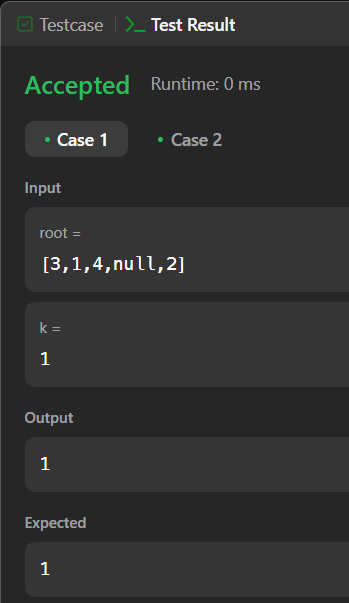 Testcase
Test Result
Accepted Runtime: 0 ms
Case 1 Case 2
Input
root =
[3,1,4,null,2]
k =
1
Output
1
Expected
1